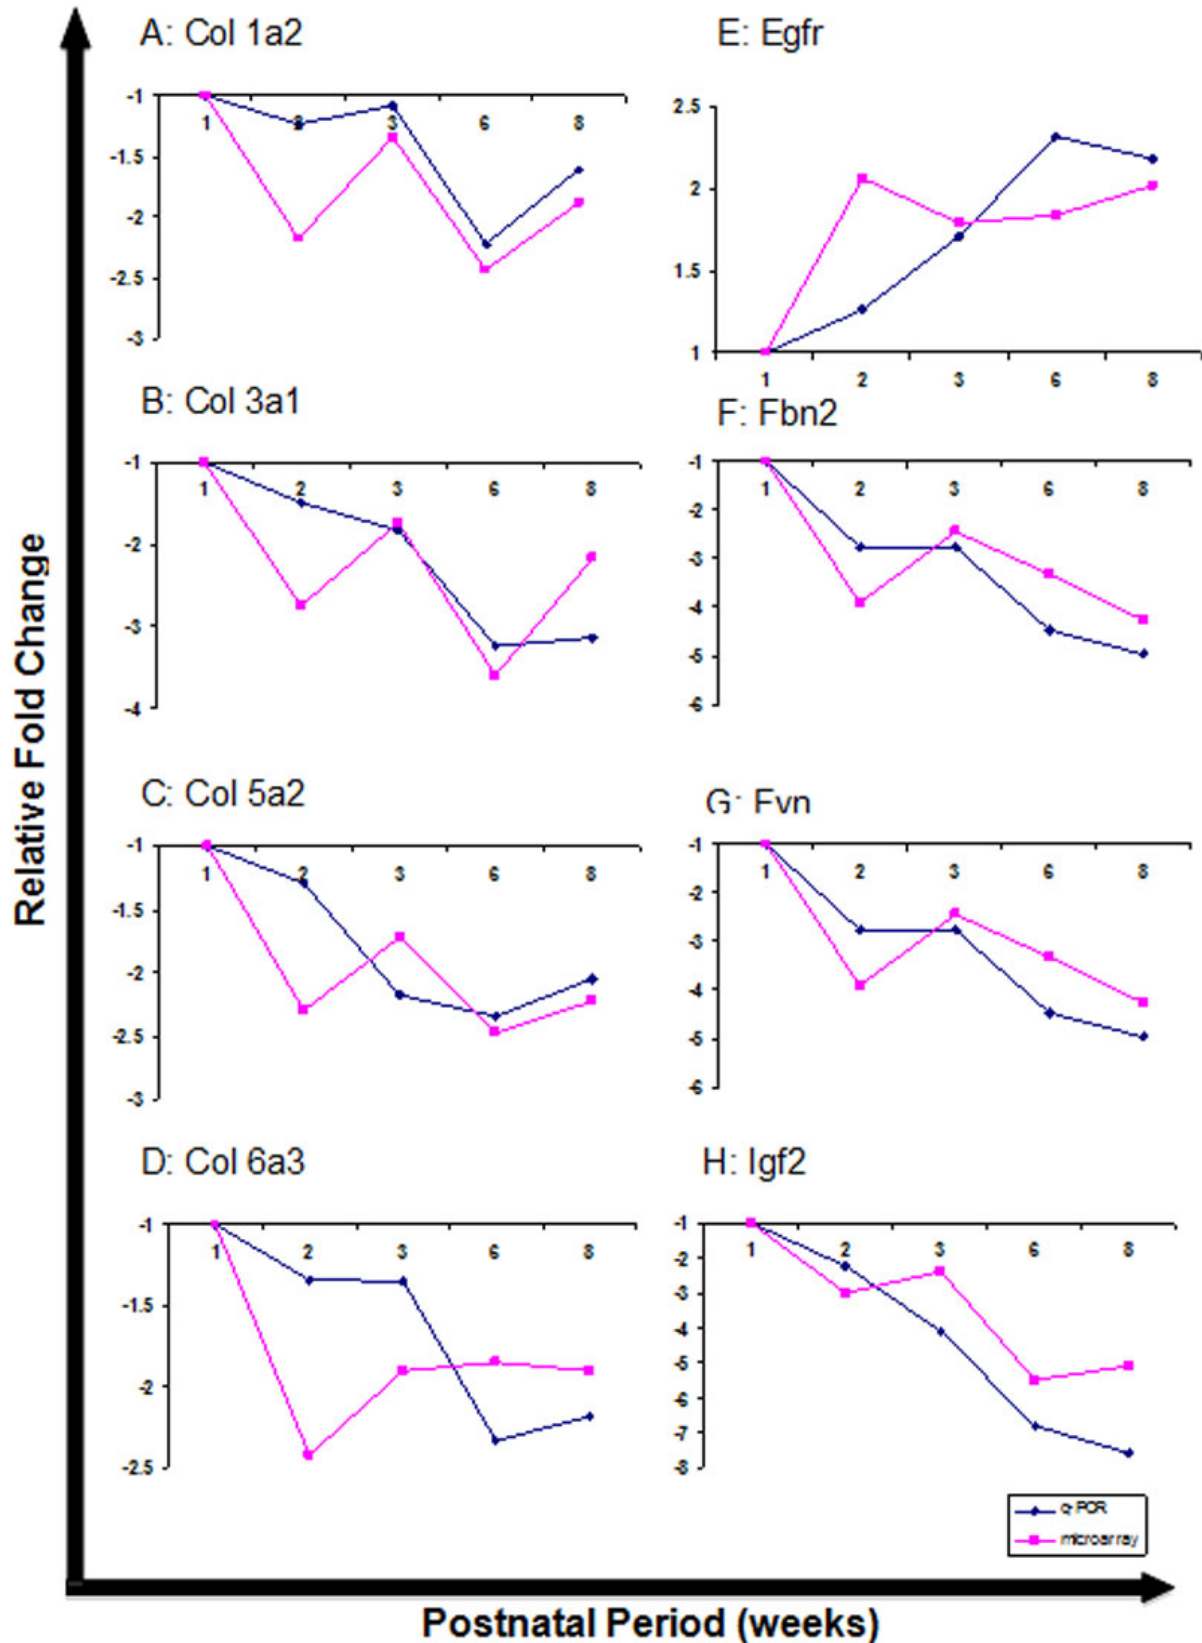 A: Col 1a2
-1
-1.5
-2
-2.5
-3
1 2 3 6 8
B: Col 3a1
-1
-2
-3
-4
1 2 3 6 8
C: Col 5a2
-1
-1.5
-2
-2.5
-3
1 2 3 6 8
D: Col 6a3
-1
-1.5
-2
-2.5
1 2 3 6 8
E: Egfr
2.5
2
1.5
1
1 2 3 6 8
F: Fbn2
-1
-2
-3
-4
-5
-6
1 2 3 6 8
G: Fvn
-1
-2
-3
-4
-5
-6
1 2 3 6 8
H: Igf2
-1
-2
-3
-4
-5
-6
-7
-8
1 2 3 6 8
q-PCR
microarray
Relative Fold Change
Postnatal Period (weeks)